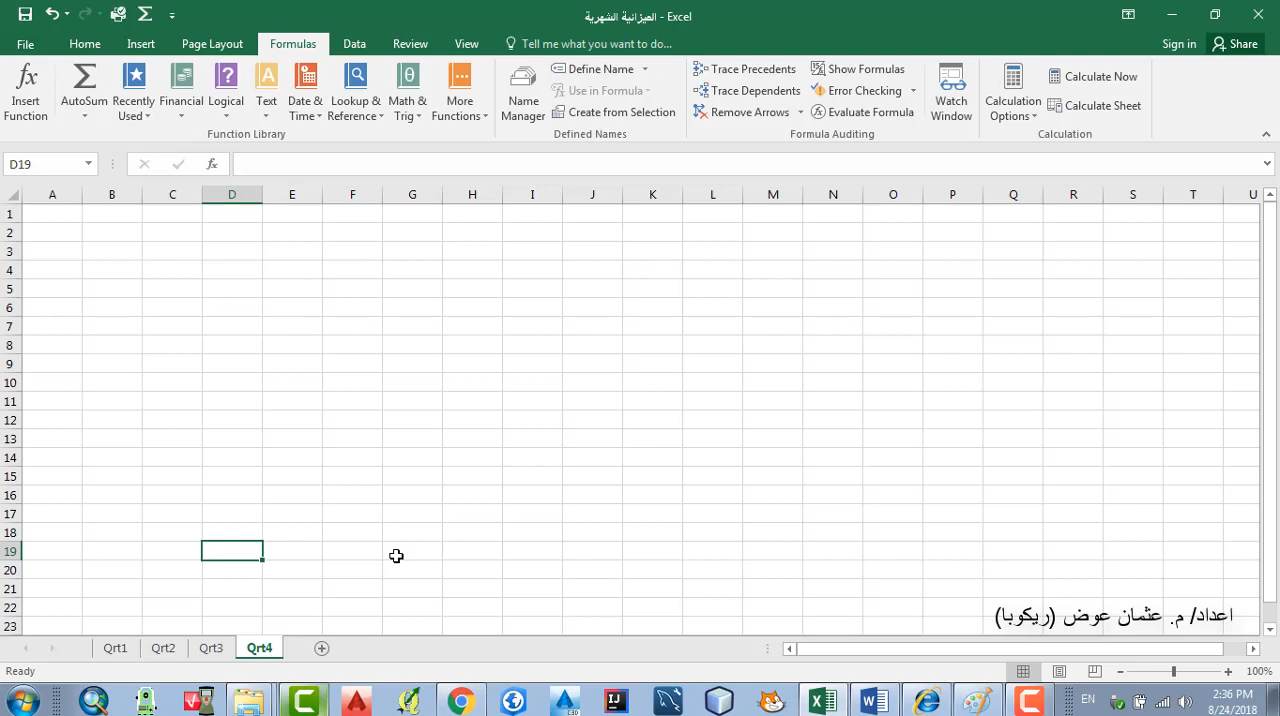 الميزانية الشهرية - Excel
File Home Insert Page Layout Formulas Data Review View Tell me what you want to do... Sign in Share
Insert Function
AutoSum
Recently Used
Financial
Logical
Text
Date & Time
Lookup & Reference
Math & Trig
More Functions
Function Library
Name Manager
Define Name
Use in Formula
Create from Selection
Defined Names
Trace Precedents
Trace Dependents
Remove Arrows
Show Formulas
Error Checking
Evaluate Formula
Formula Auditing
Watch Window
Calculation Options
Calculate Now
Calculate Sheet
Calculation
D19 fx
A B C D E F G H I J K L M N O P Q R S T U
1
2
3
4
5
6
7
8
9
10
11
12
13
14
15
16
17
18
19
20
21
22
23
اعداد/ م. عثمان عوض (ريكوبا)
Qrt1 Qrt2 Qrt3 Qrt4
Ready 100%
EN 2:36 PM
8/24/2018